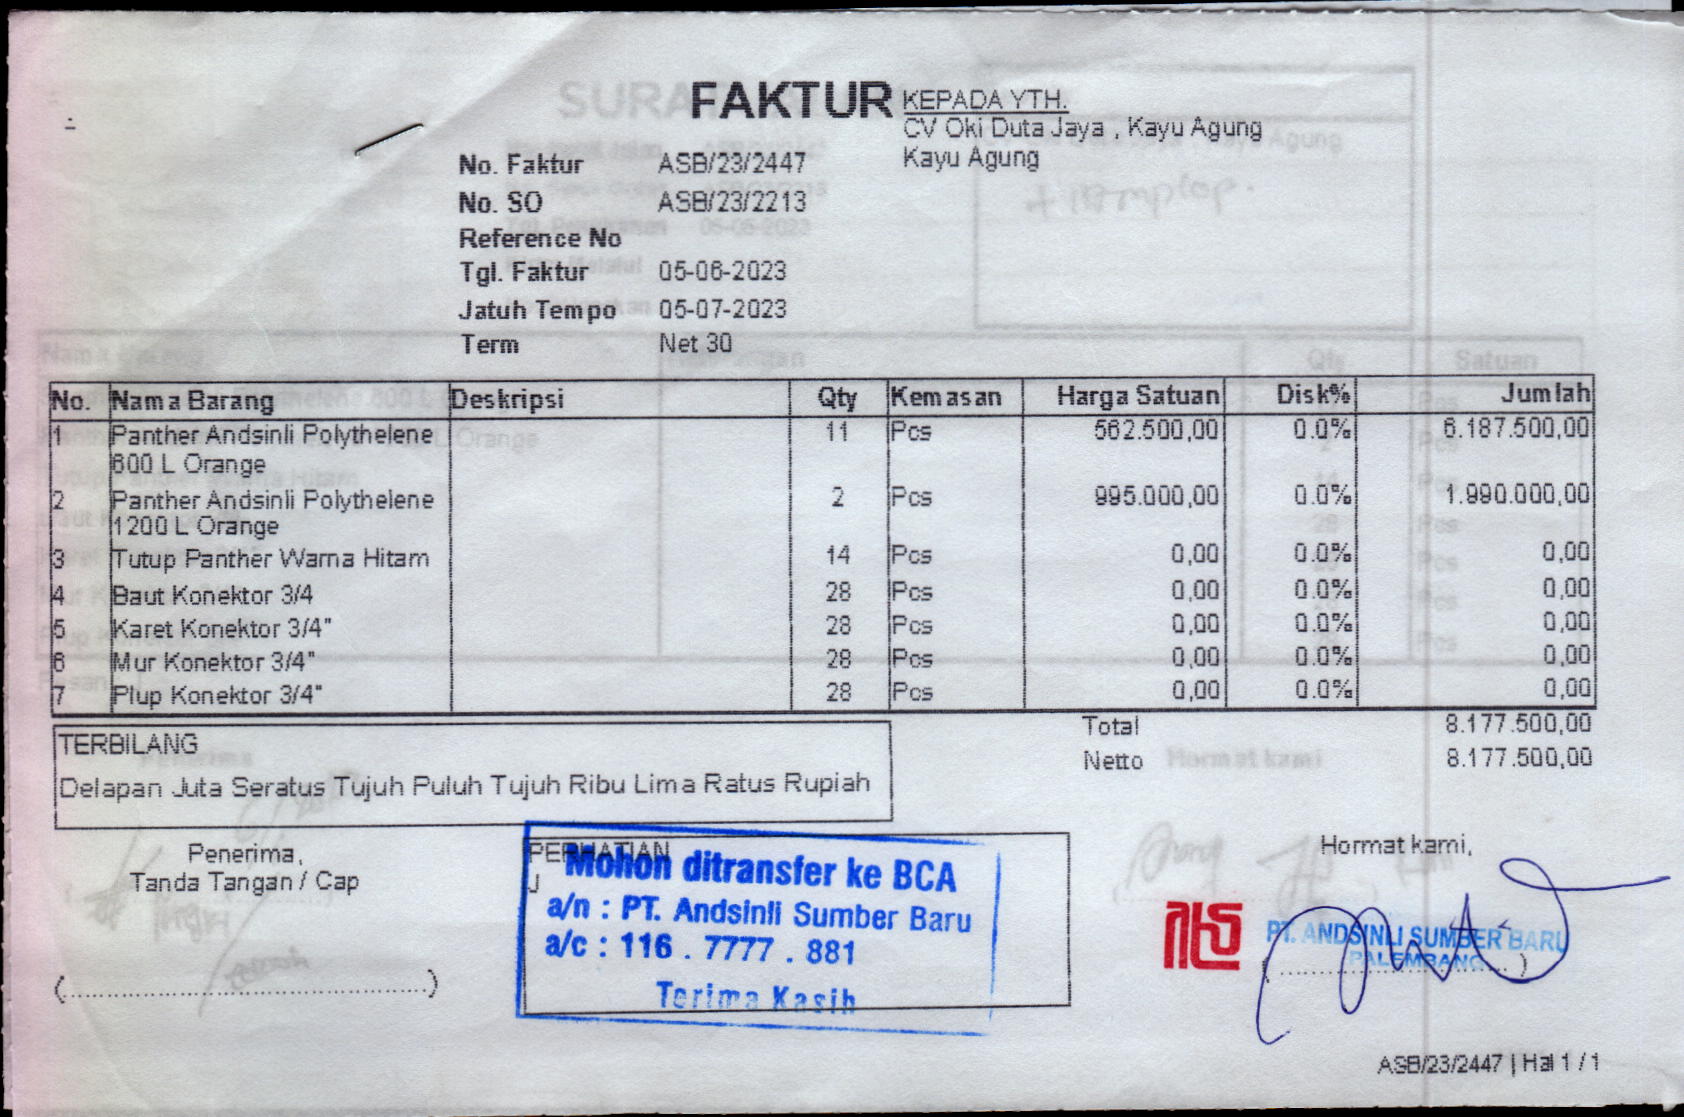 FAKTUR
KEPADA YTH.
CV Oki Duta Jaya , Kayu Agung
Kayu Agung
No. Faktur ASB/23/2447
No. SO ASB/23/2213
Reference No
Tgl. Faktur 05-06-2023
Jatuh Tempo 05-07-2023
Term Net 30
No. Nama Barang Deskripsi Qty Kemasan Harga Satuan Disk% Jumlah
1 Panther Andsinli Polythelene 11 Pcs 562.500,00 0.0% 6.187.500,00
600 L Orange
2 Panther Andsinli Polythelene 2 Pcs 995.000,00 0.0% 1.990.000,00
1200 L Orange
3 Tutup Panther Warna Hitam 14 Pcs 0,00 0.0% 0,00
4 Baut Konektor 3/4 28 Pcs 0,00 0.0% 0,00
5 Karet Konektor 3/4" 28 Pcs 0,00 0.0% 0,00
6 Mur Konektor 3/4" 28 Pcs 0,00 0.0% 0,00
7 Plup Konektor 3/4" 28 Pcs 0,00 0.0% 0,00
Total 8.177.500,00
Netto 8.177.500,00
TERBILANG
Delapan Juta Seratus Tujuh Puluh Tujuh Ribu Lima Ratus Rupiah
Penerima,
Tanda Tangan / Cap
(....................................................)
PERHATIAN
J
Mohon ditransfer ke BCA
a/n : PT. Andsinli Sumber Baru
a/c : 116 . 7777 . 881
Terima Kasih
Hormat kami,
PT. ANDSINLI SUMBER BARU
PALEMBANG
ASB/23/2447 | Hal 1 / 1